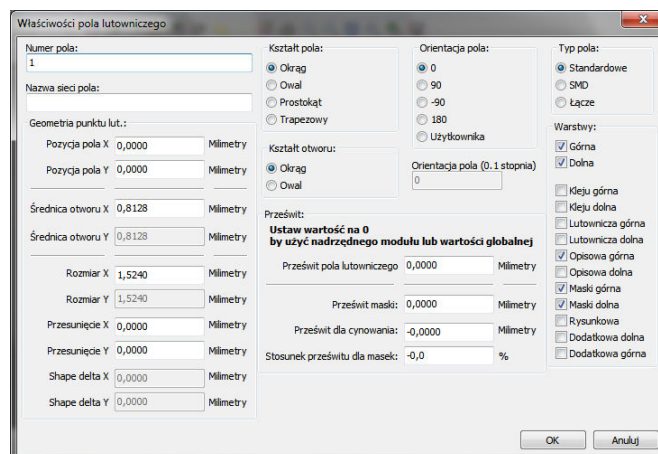 Właściwości pola lutowniczego
Numer pola:
1
Nazwa sieci pola:
Geometria punktu lut.:
Pozycja pola X 0,0000 Milimetry
Pozycja pola Y 0,0000 Milimetry
Średnica otworu X 0,8128 Milimetry
Średnica otworu Y 0,8128 Milimetry
Rozmiar X 1,5240 Milimetry
Rozmiar Y 1,5240 Milimetry
Przesunięcie X 0,0000 Milimetry
Przesunięcie Y 0,0000 Milimetry
Shape delta X 0,0000 Milimetry
Shape delta Y 0,0000 Milimetry
Kształt pola:
Okrąg
Owal
Prostokąt
Trapezowy
Kształt otworu:
Okrąg
Owal
Orientacja pola:
0
90
-90
180
Użytkownika
Orientacja pola (0.1 stopnia)
0
Prześwit:
Ustaw wartość na 0
by użyć nadrzędnego modułu lub wartości globalnej
Prześwit pola lutowniczego 0,0000 Milimetry
Prześwit maski: 0,0000 Milimetry
Prześwit dla cynowania: -0,0000 Milimetry
Stosunek prześwitu dla masek: -0,0 %
Typ pola:
Standardowe
SMD
Łącze
Warstwy:
Górna
Dolna
Kleju górna
Kleju dolna
Lutownicza górna
Lutownicza dolna
Opisowa górna
Opisowa dolna
Maski górna
Maski dolna
Rysunkowa
Dodatkowa dolna
Dodatkowa górna
OK
Anuluj